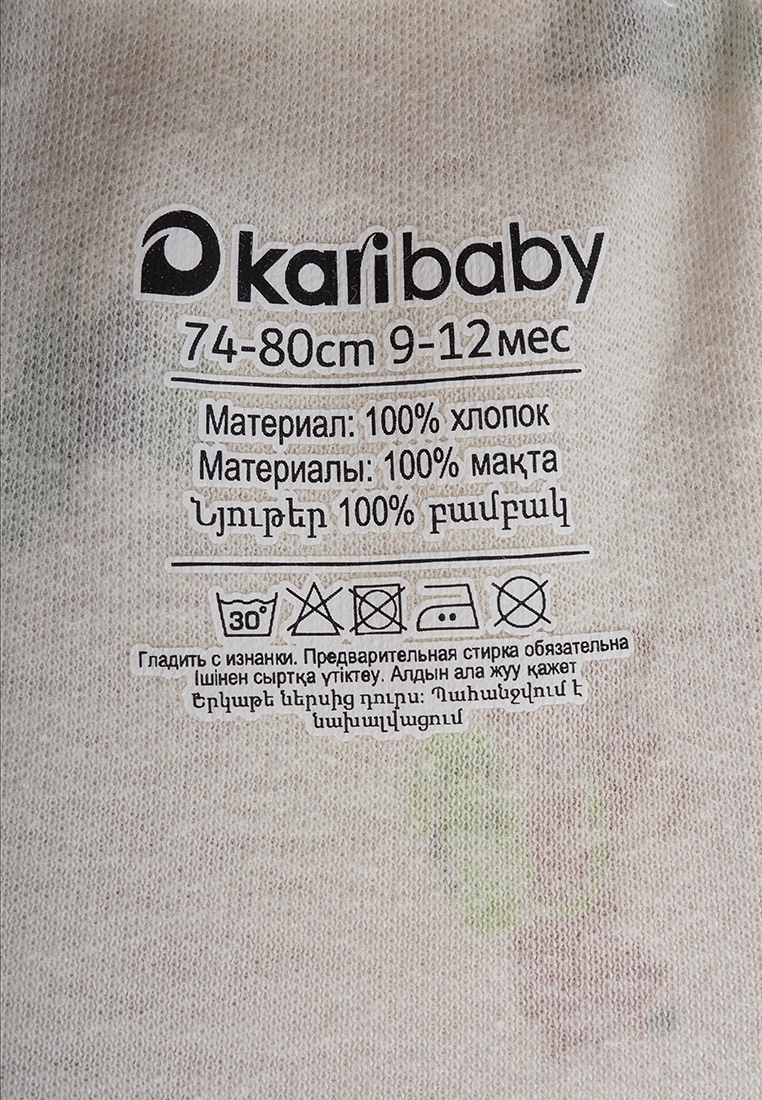 karibaby
74-80cm 9-12мес
Материал: 100% хлопок
Материалы: 100% мақта
Նյութեր 100% բամբակ
30°
Гладить с изнанки. Предварительная стирка обязательна
Ішінен сыртқа үтіктеу. Алдын ала жуу қажет
Երկաթե ներսից դուրս: Պահանջվում է
նախալվացում